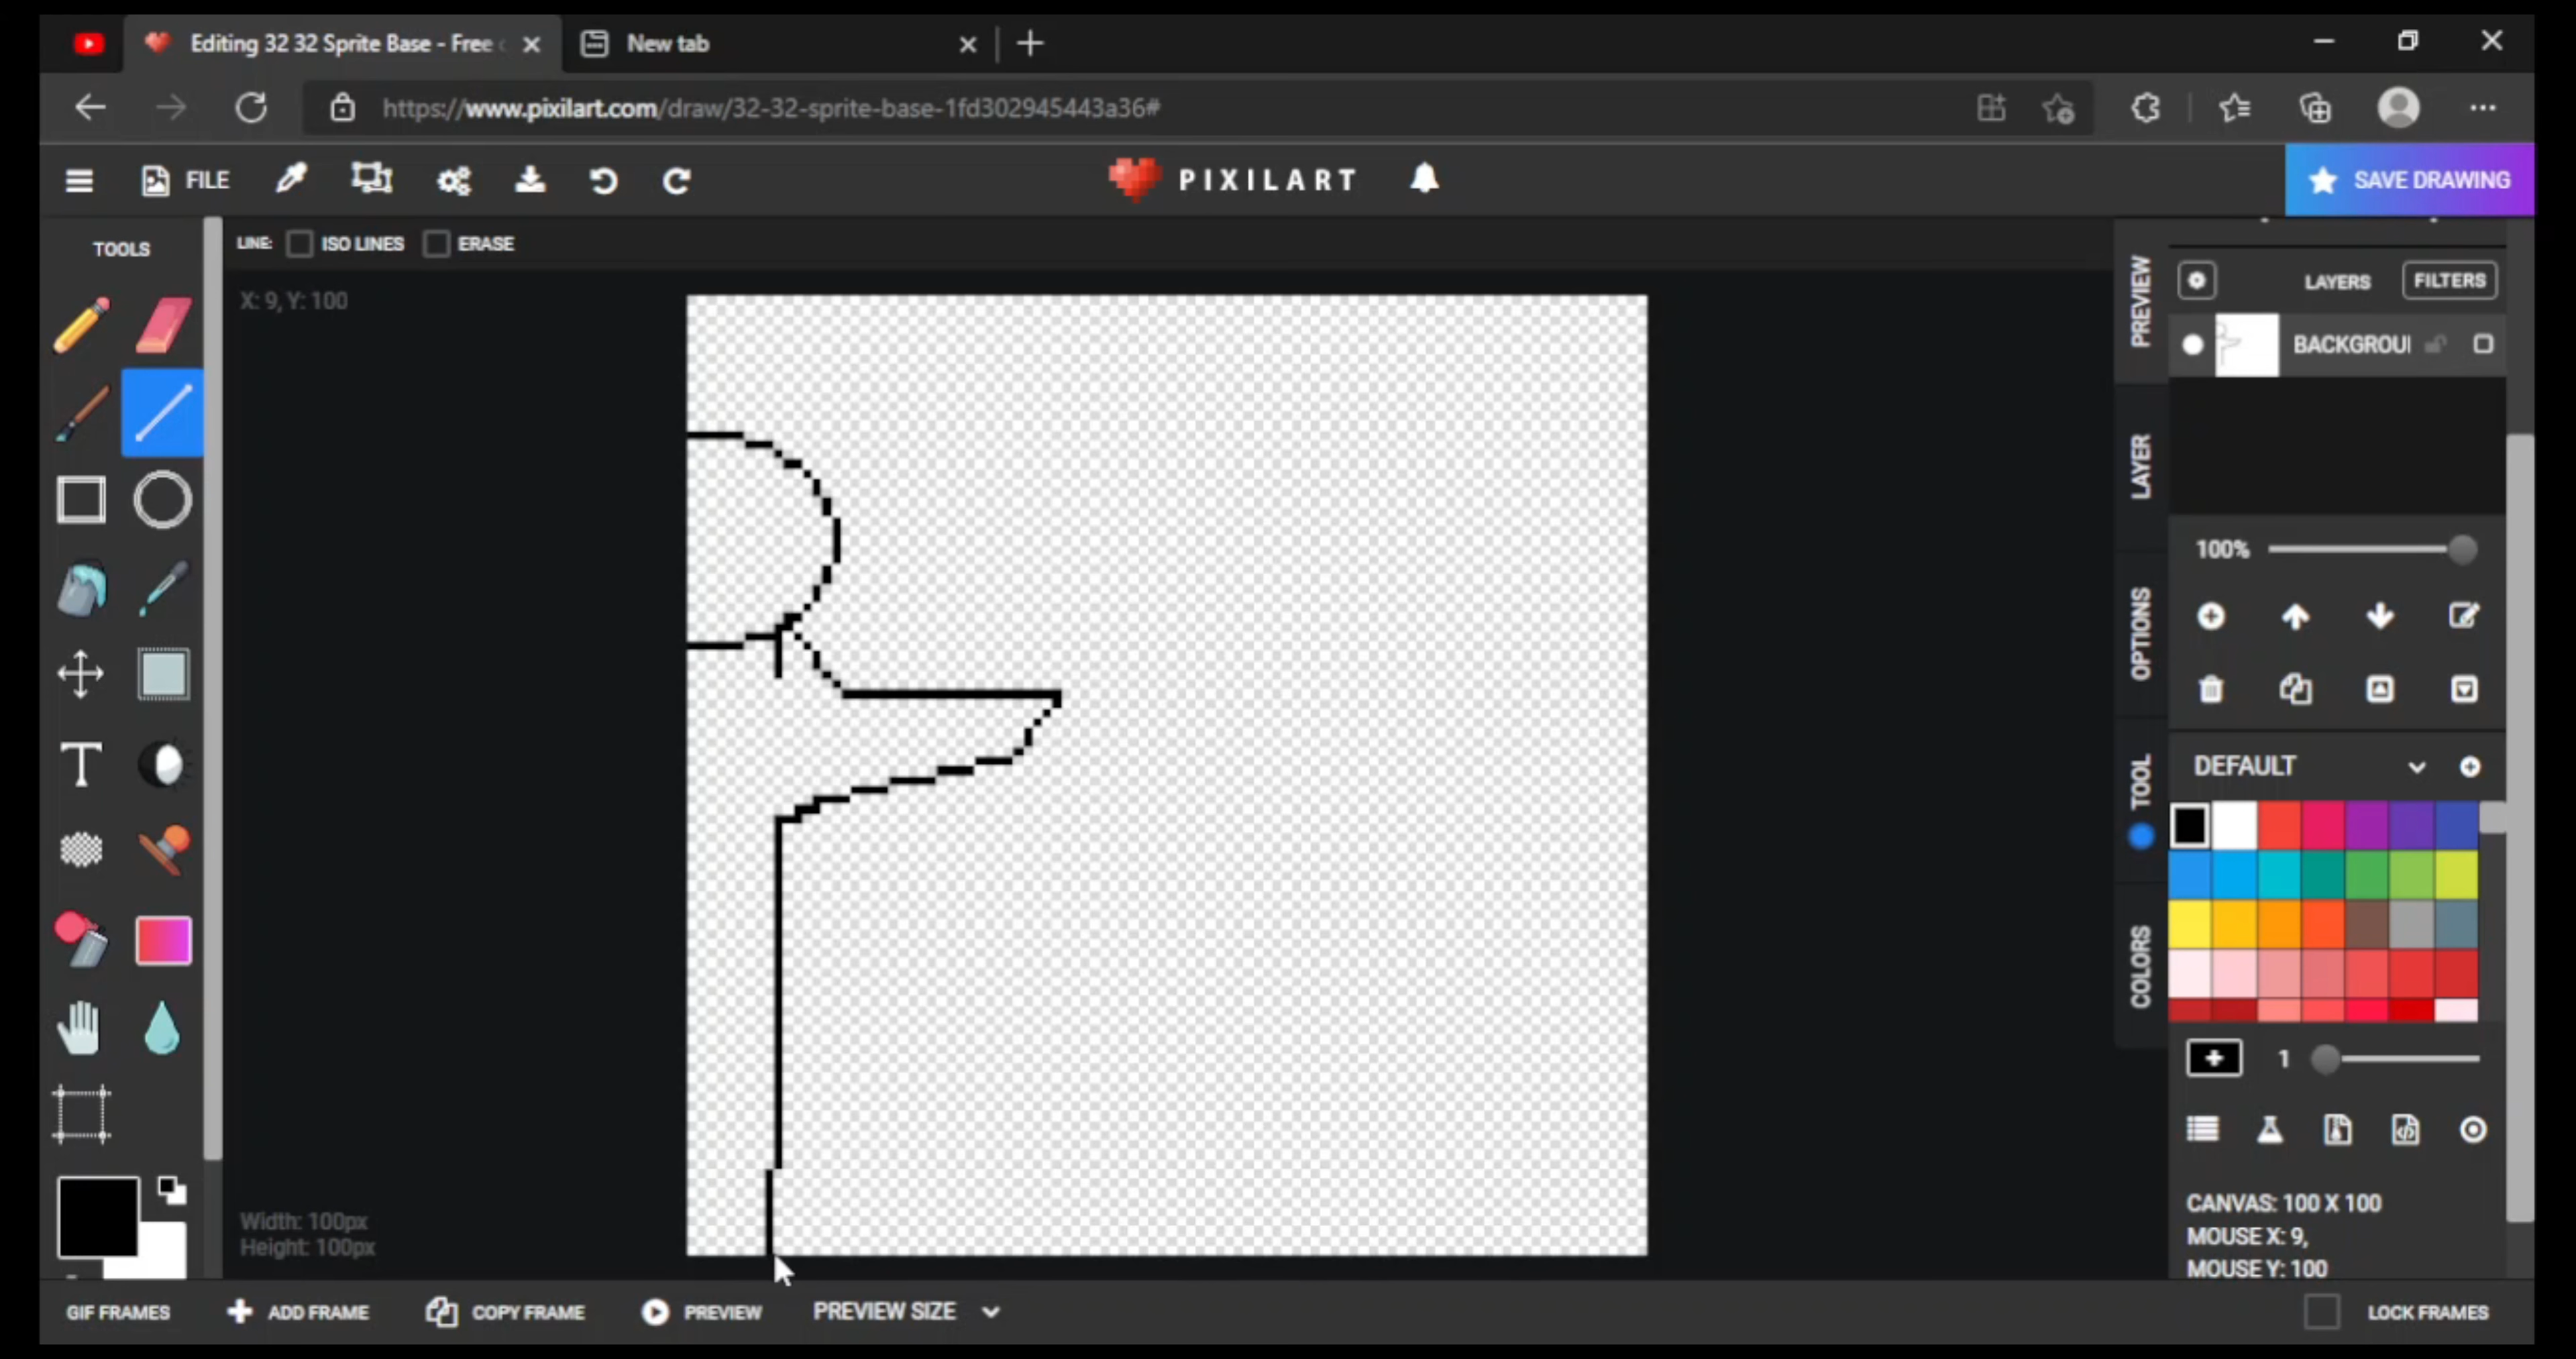 Editing 32 32 Sprite Base - Free
New tab
https://www.pixilart.com/draw/32-32-sprite-base-1fd302945443a36#
FILE
PIXILART
SAVE DRAWING
TOOLS
LINE:
ISO LINES
ERASE
X: 9, Y: 100
PREVIEW
LAYER
OPTIONS
TOOL
COLORS
LAYERS
FILTERS
BACKGROU
100%
DEFAULT
1
CANVAS: 100 X 100
MOUSE X: 9,
MOUSE Y: 100
T
Width: 100px
Height: 100px
GIF FRAMES
ADD FRAME
COPY FRAME
PREVIEW
PREVIEW SIZE
LOCK FRAMES